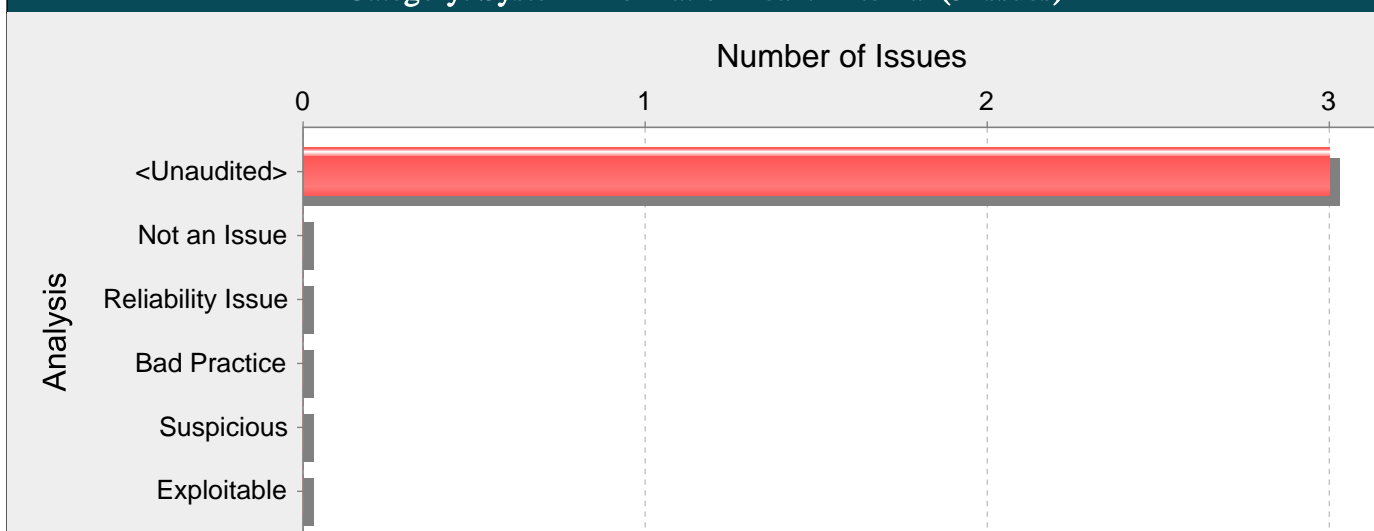 Number of Issues
0 1 2 3
<Unaudited>
Not an Issue
Reliability Issue
Bad Practice
Suspicious
Exploitable
Analysis